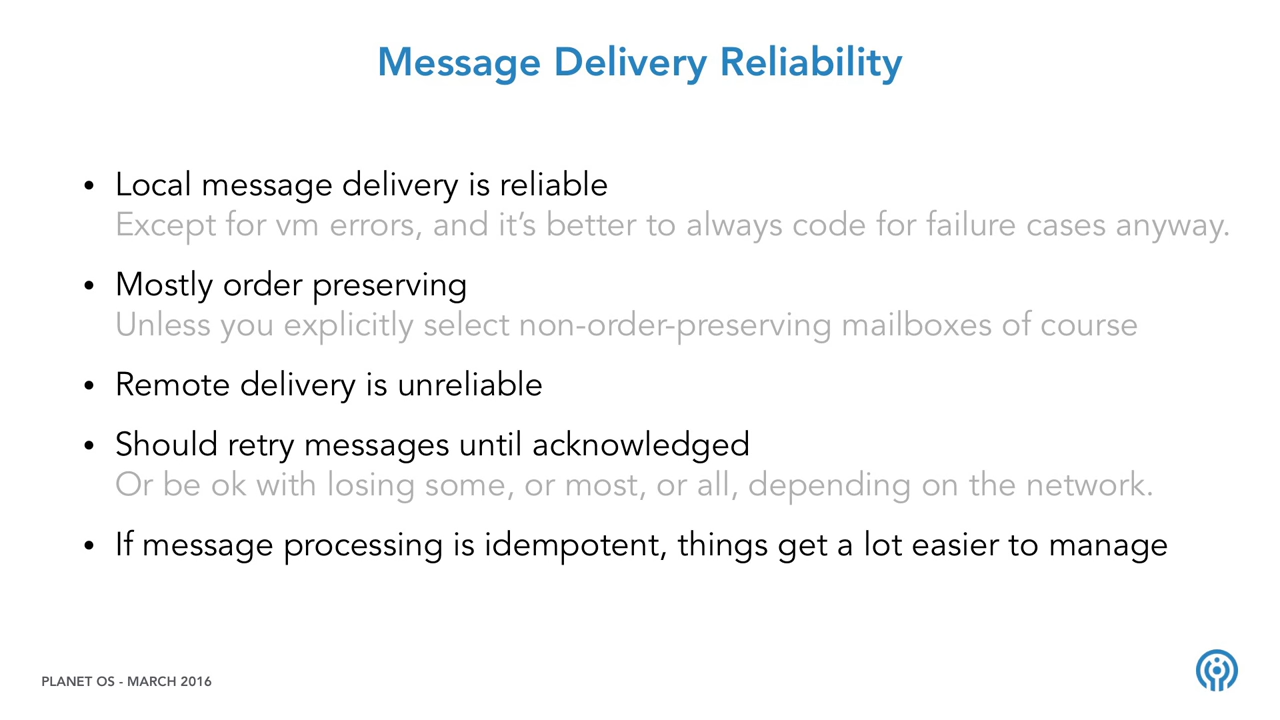 Message Delivery Reliability
• Local message delivery is reliable
Except for vm errors, and it’s better to always code for failure cases anyway.
• Mostly order preserving
Unless you explicitly select non-order-preserving mailboxes of course
• Remote delivery is unreliable
• Should retry messages until acknowledged
Or be ok with losing some, or most, or all, depending on the network.
• If message processing is idempotent, things get a lot easier to manage
PLANET OS - MARCH 2016